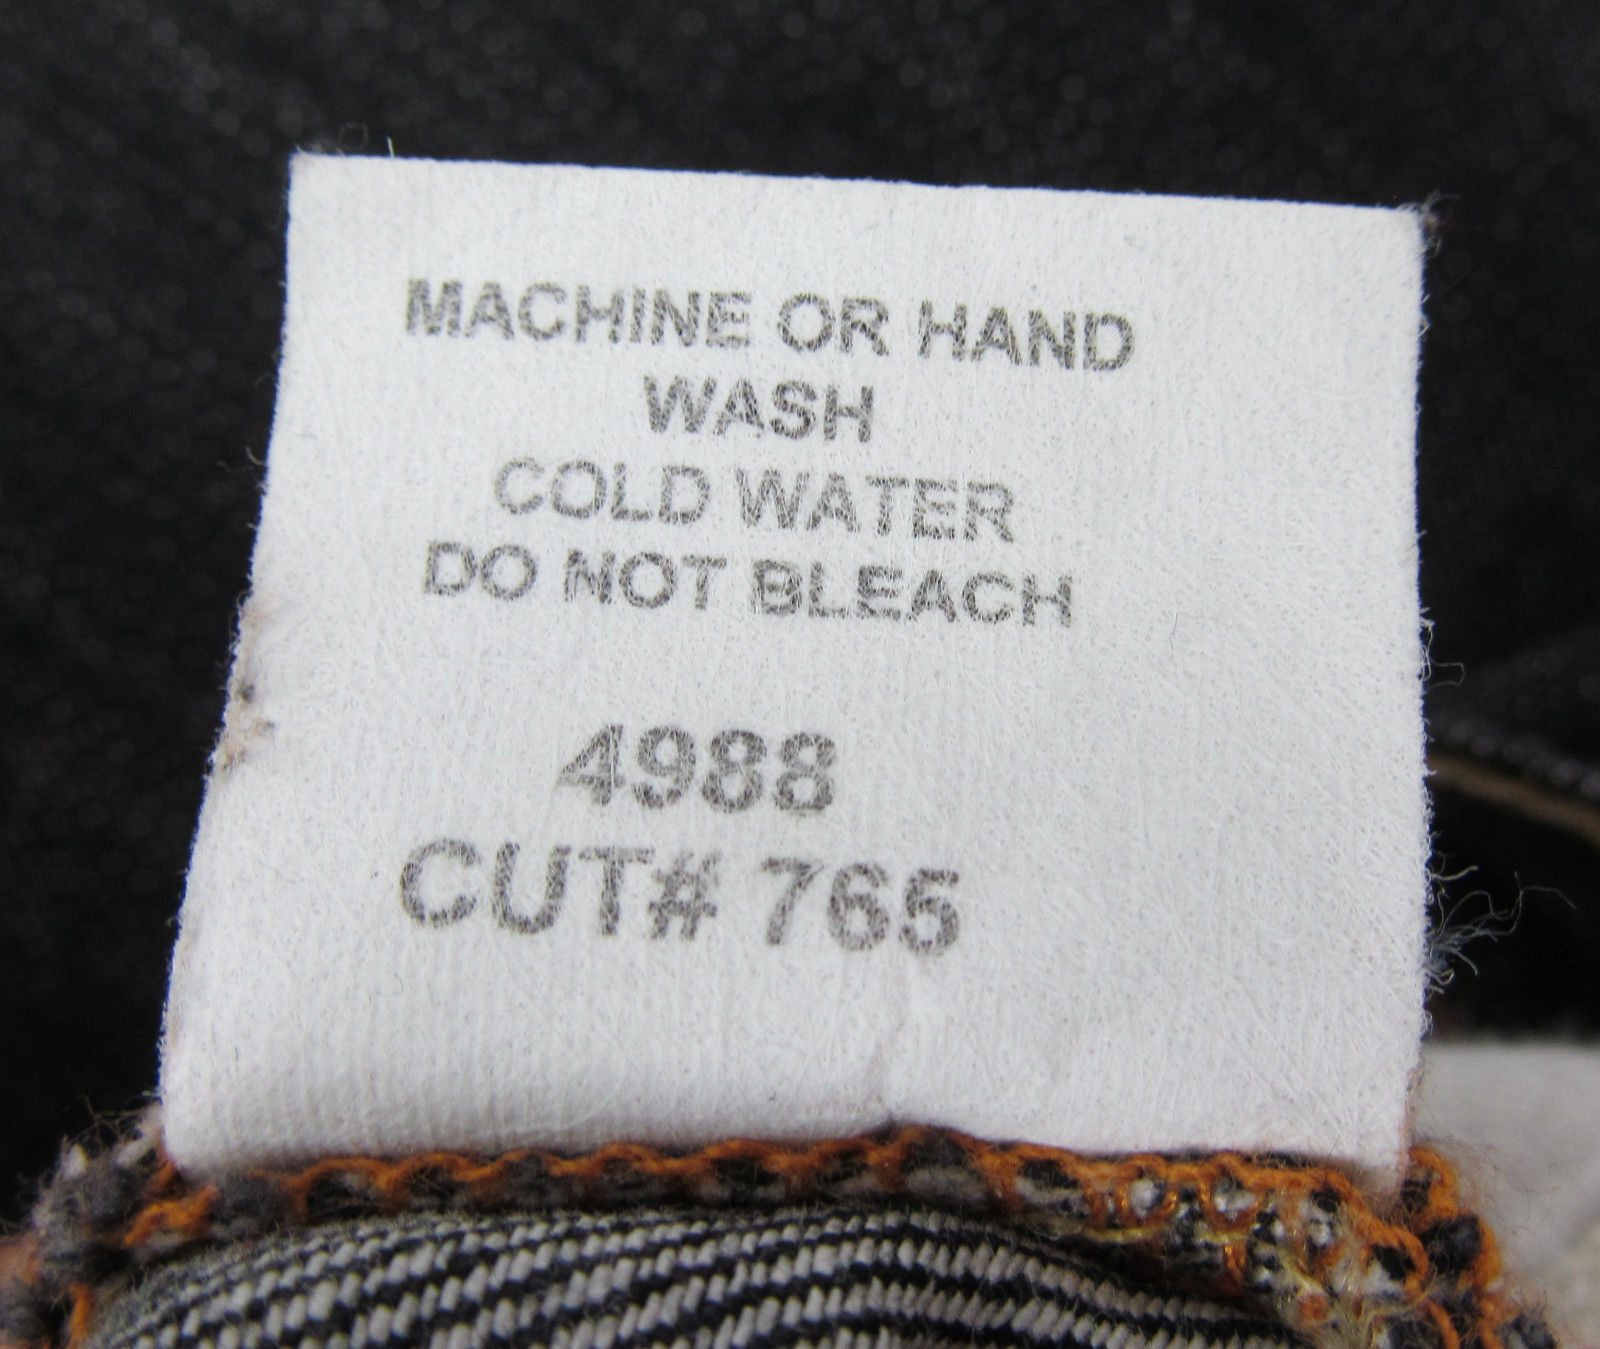 MACHINE OR HAND
WASH
COLD WATER
DO NOT BLEACH
4988
CUT# 765